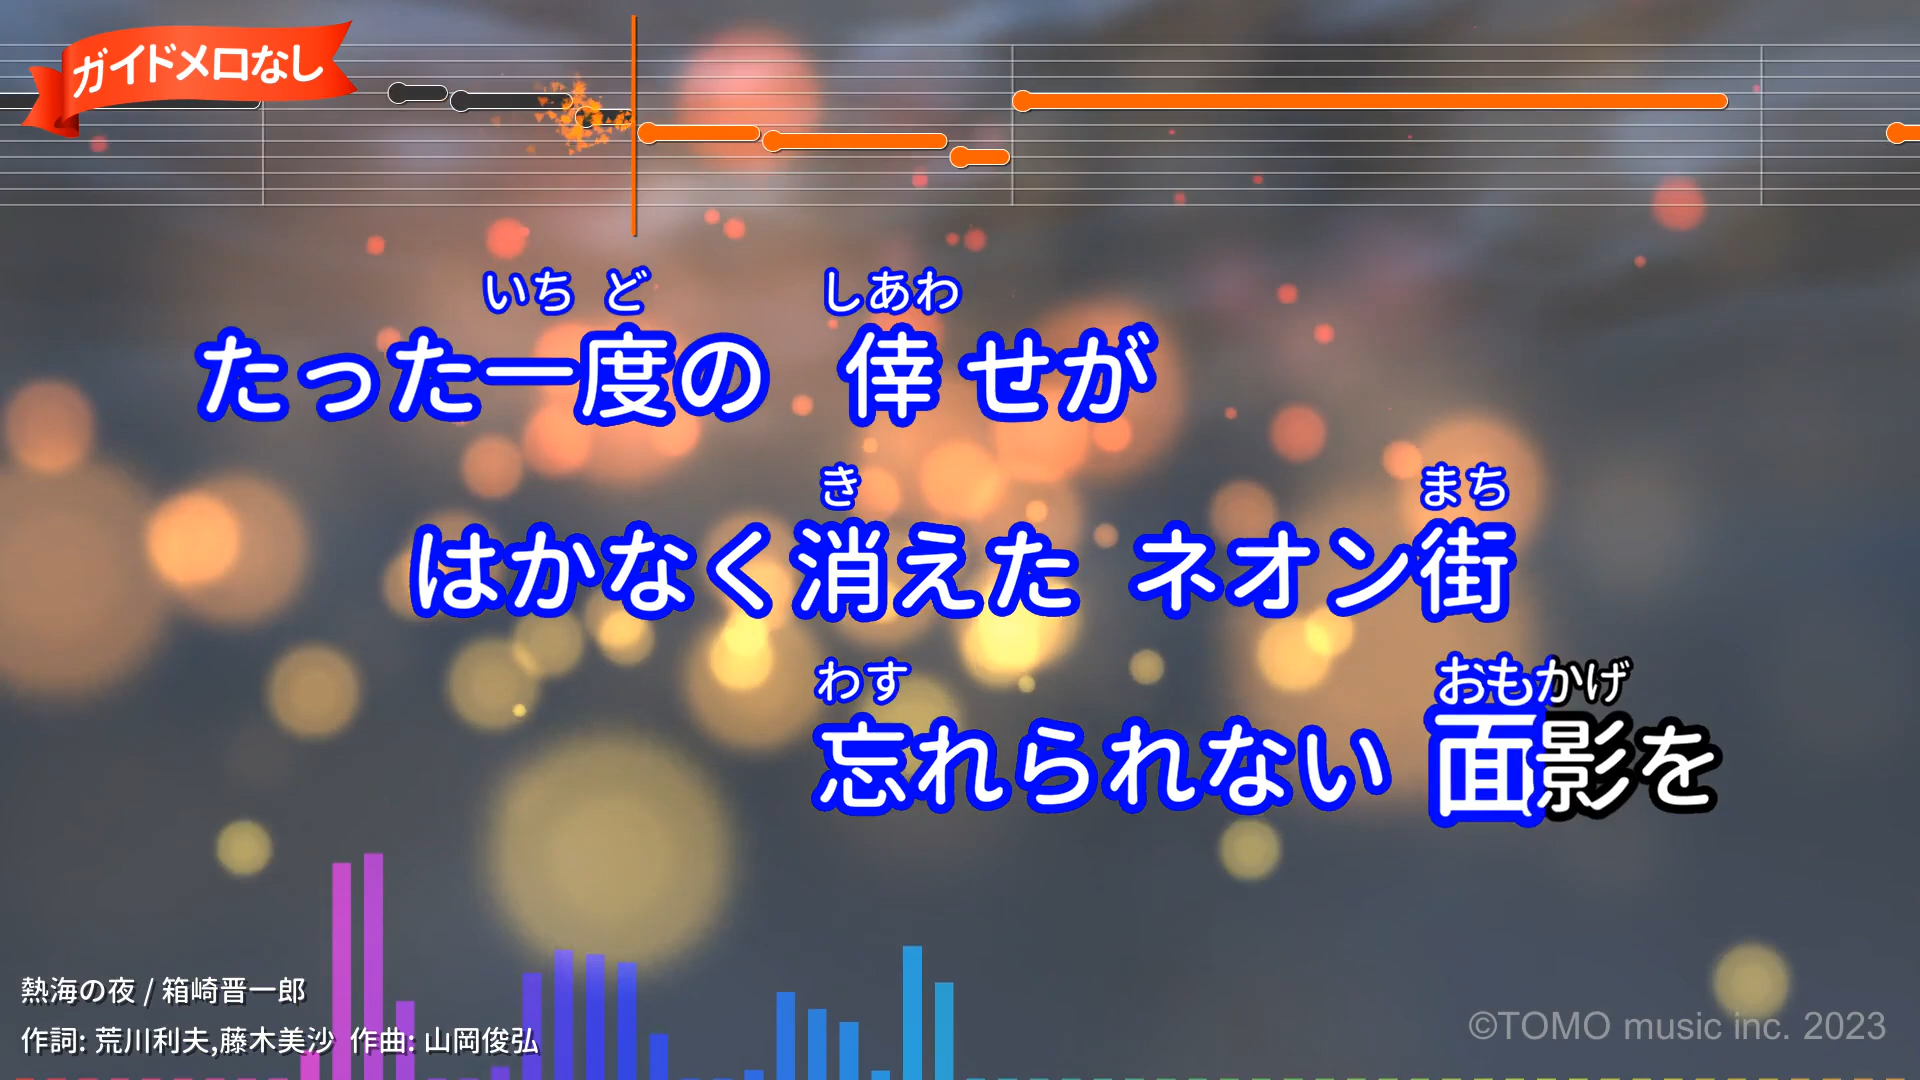 ガイドメロなし
いちど しあわ
たった一度の 倖せが
き まち
はかなく消えた ネオン街
わす おもかげ
忘れられない 面影を
熱海の夜 / 箱崎晋一郎
作詞: 荒川利夫,藤木美沙 作曲: 山岡俊弘
©TOMO music inc. 2023